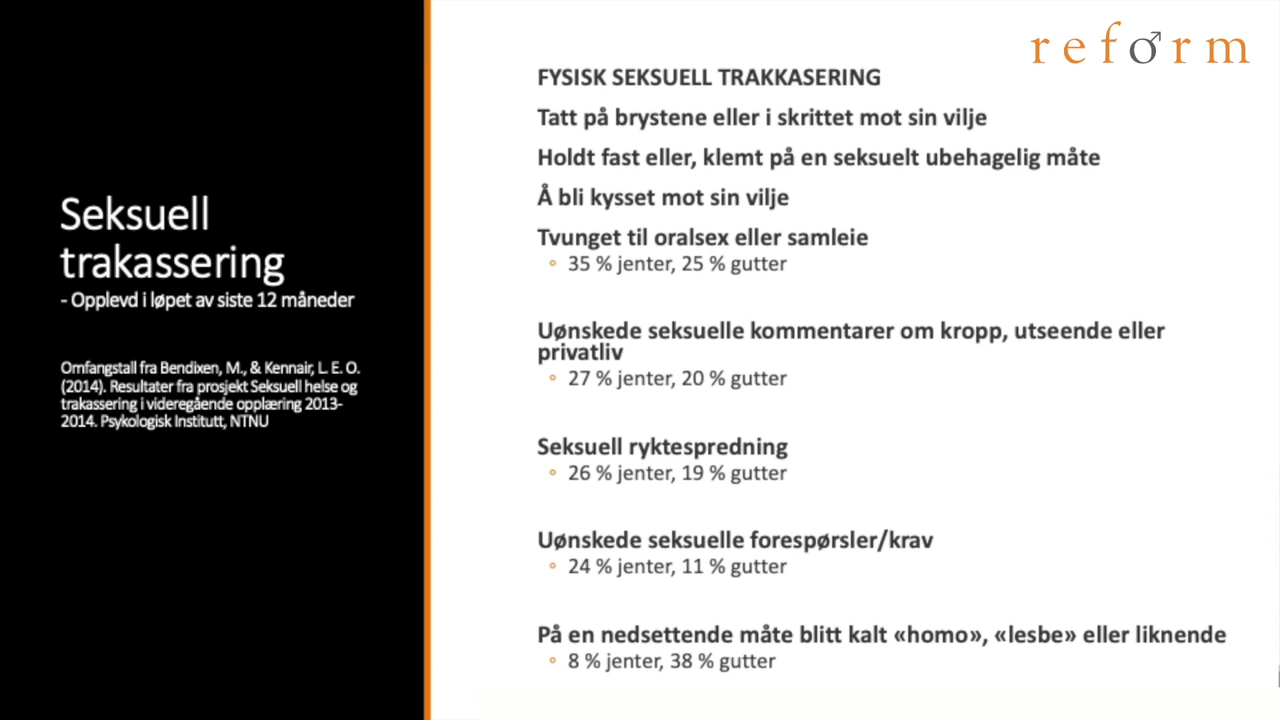 Seksuell
trakassering
- Opplevd i løpet av siste 12 måneder
Omfangstall fra Bendixen, M., & Kennair, L. E. O.
(2014). Resultater fra prosjekt Seksuell helse og
trakassering i videregående opplæring 2013-
2014. Psykologisk Institutt, NTNU
reform
FYSISK SEKSUELL TRAKKASERING
Tatt på brystene eller i skrittet mot sin vilje
Holdt fast eller, klemt på en seksuelt ubehagelig måte
Å bli kysset mot sin vilje
Tvunget til oralsex eller samleie
° 35 % jenter, 25 % gutter
Uønskede seksuelle kommentarer om kropp, utseende eller
privatliv
° 27 % jenter, 20 % gutter
Seksuell ryktespredning
° 26 % jenter, 19 % gutter
Uønskede seksuelle forespørsler/krav
° 24 % jenter, 11 % gutter
På en nedsettende måte blitt kalt «homo», «lesbe» eller liknende
° 8 % jenter, 38 % gutter